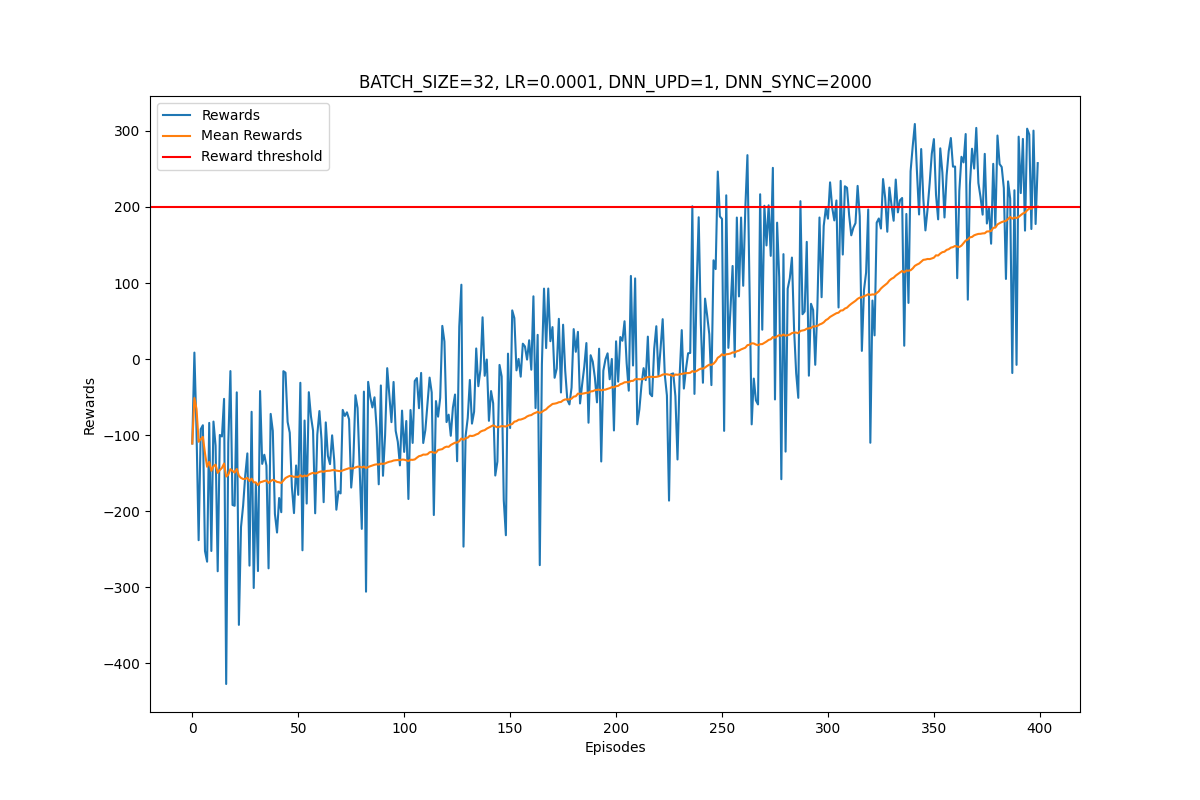 BATCH_SIZE=32, LR=0.0001, DNN_UPD=1, DNN_SYNC=2000
Rewards
Mean Rewards
Reward threshold
300
200
100
0
−100
−200
−300
−400
Rewards
0 50 100 150 200 250 300 350 400
Episodes